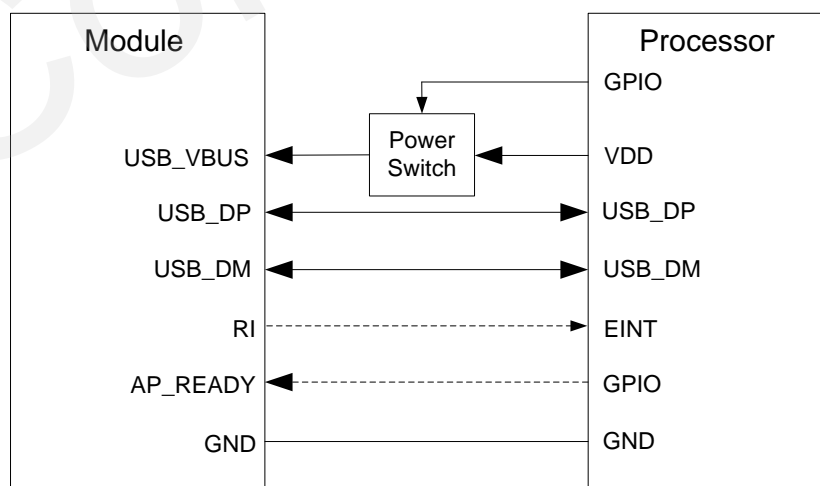 Module
Processor
GPIO
Power
Switch
USB_VBUS
VDD
USB_DP
USB_DP
USB_DM
USB_DM
RI
EINT
AP_READY
GPIO
GND
GND